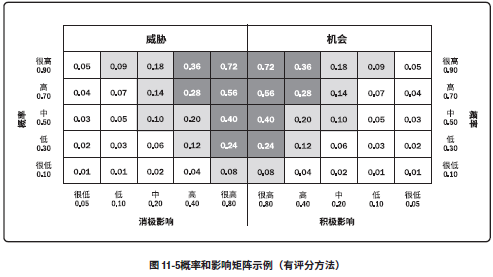 威胁 机会
很高 0.90 0.05 0.09 0.18 0.36 0.72 0.72 0.36 0.18 0.09 0.05 很高 0.90
高 0.70 0.04 0.07 0.14 0.28 0.56 0.56 0.28 0.14 0.07 0.04 高 0.70
概率 中 0.50 0.03 0.05 0.10 0.20 0.40 0.40 0.20 0.10 0.05 0.03 中 0.50 概率
低 0.30 0.02 0.03 0.06 0.12 0.24 0.24 0.12 0.06 0.03 0.02 低 0.30
很低 0.10 0.01 0.01 0.02 0.04 0.08 0.08 0.04 0.02 0.01 0.01 很低 0.10
很低 低 中 高 很高 很高 高 中 低 很低
0.05 0.10 0.20 0.40 0.80 0.80 0.40 0.20 0.10 0.05
消极影响 积极影响
图 11-5概率和影响矩阵示例（有评分方法）